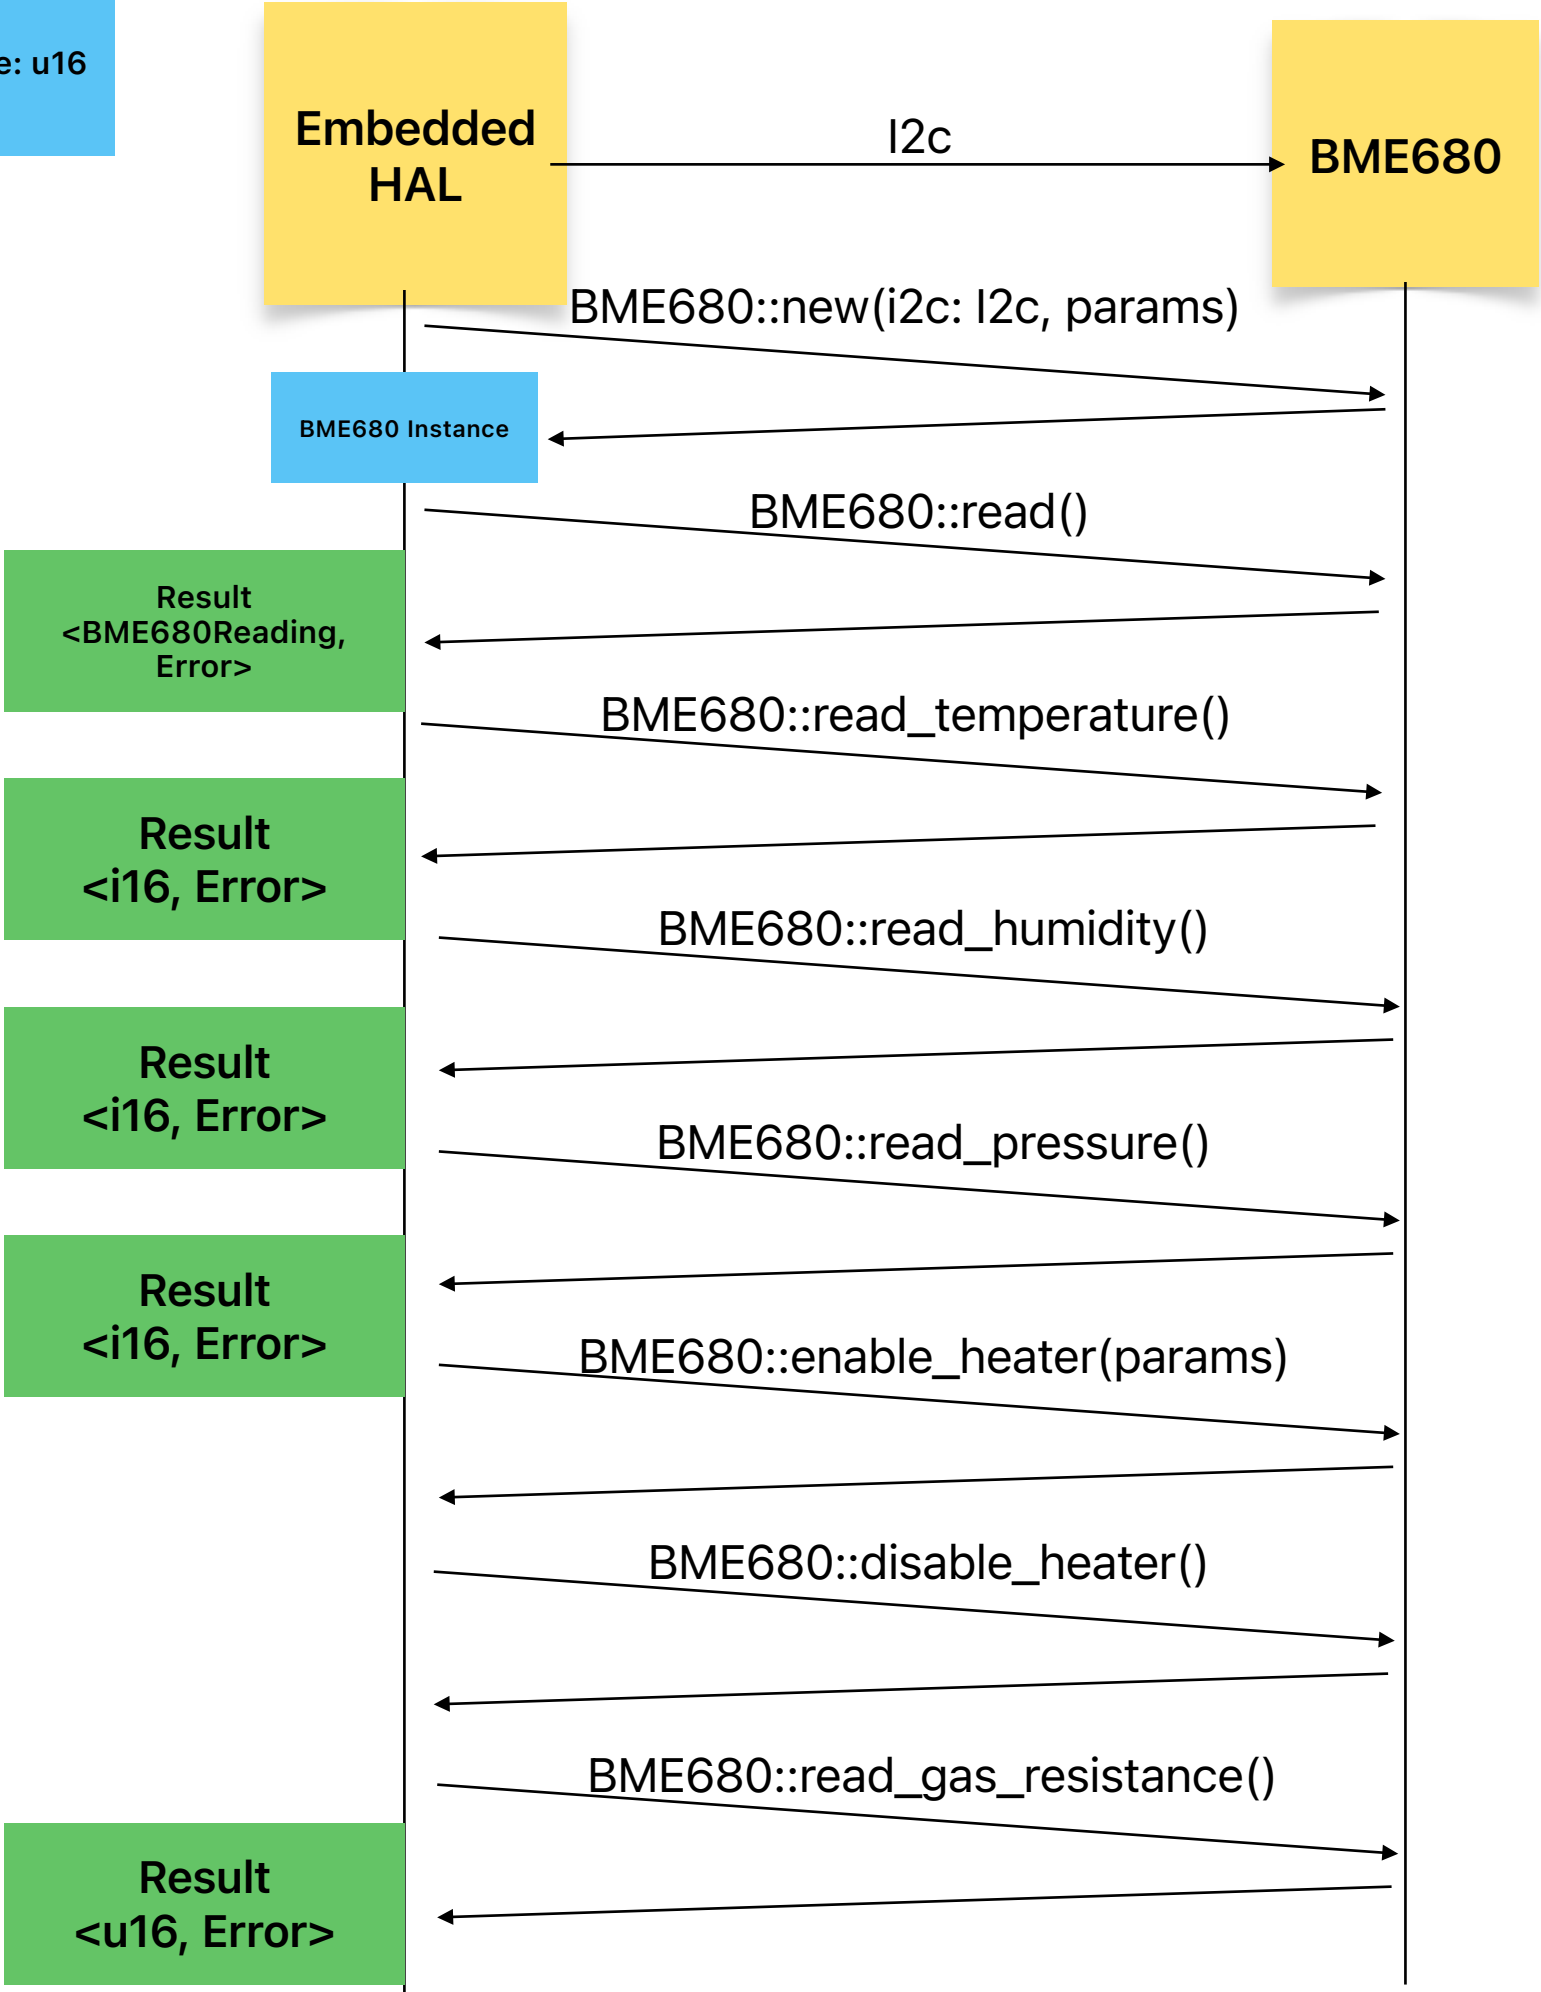 e: u16
Embedded
HAL
I2c
BME680
BME680::new(i2c: I2c, params)
BME680 Instance
BME680::read()
Result
<BME680Reading,
Error>
BME680::read_temperature()
Result
<i16, Error>
BME680::read_humidity()
Result
<i16, Error>
BME680::read_pressure()
Result
<i16, Error>
BME680::enable_heater(params)
BME680::disable_heater()
BME680::read_gas_resistance()
Result
<u16, Error>